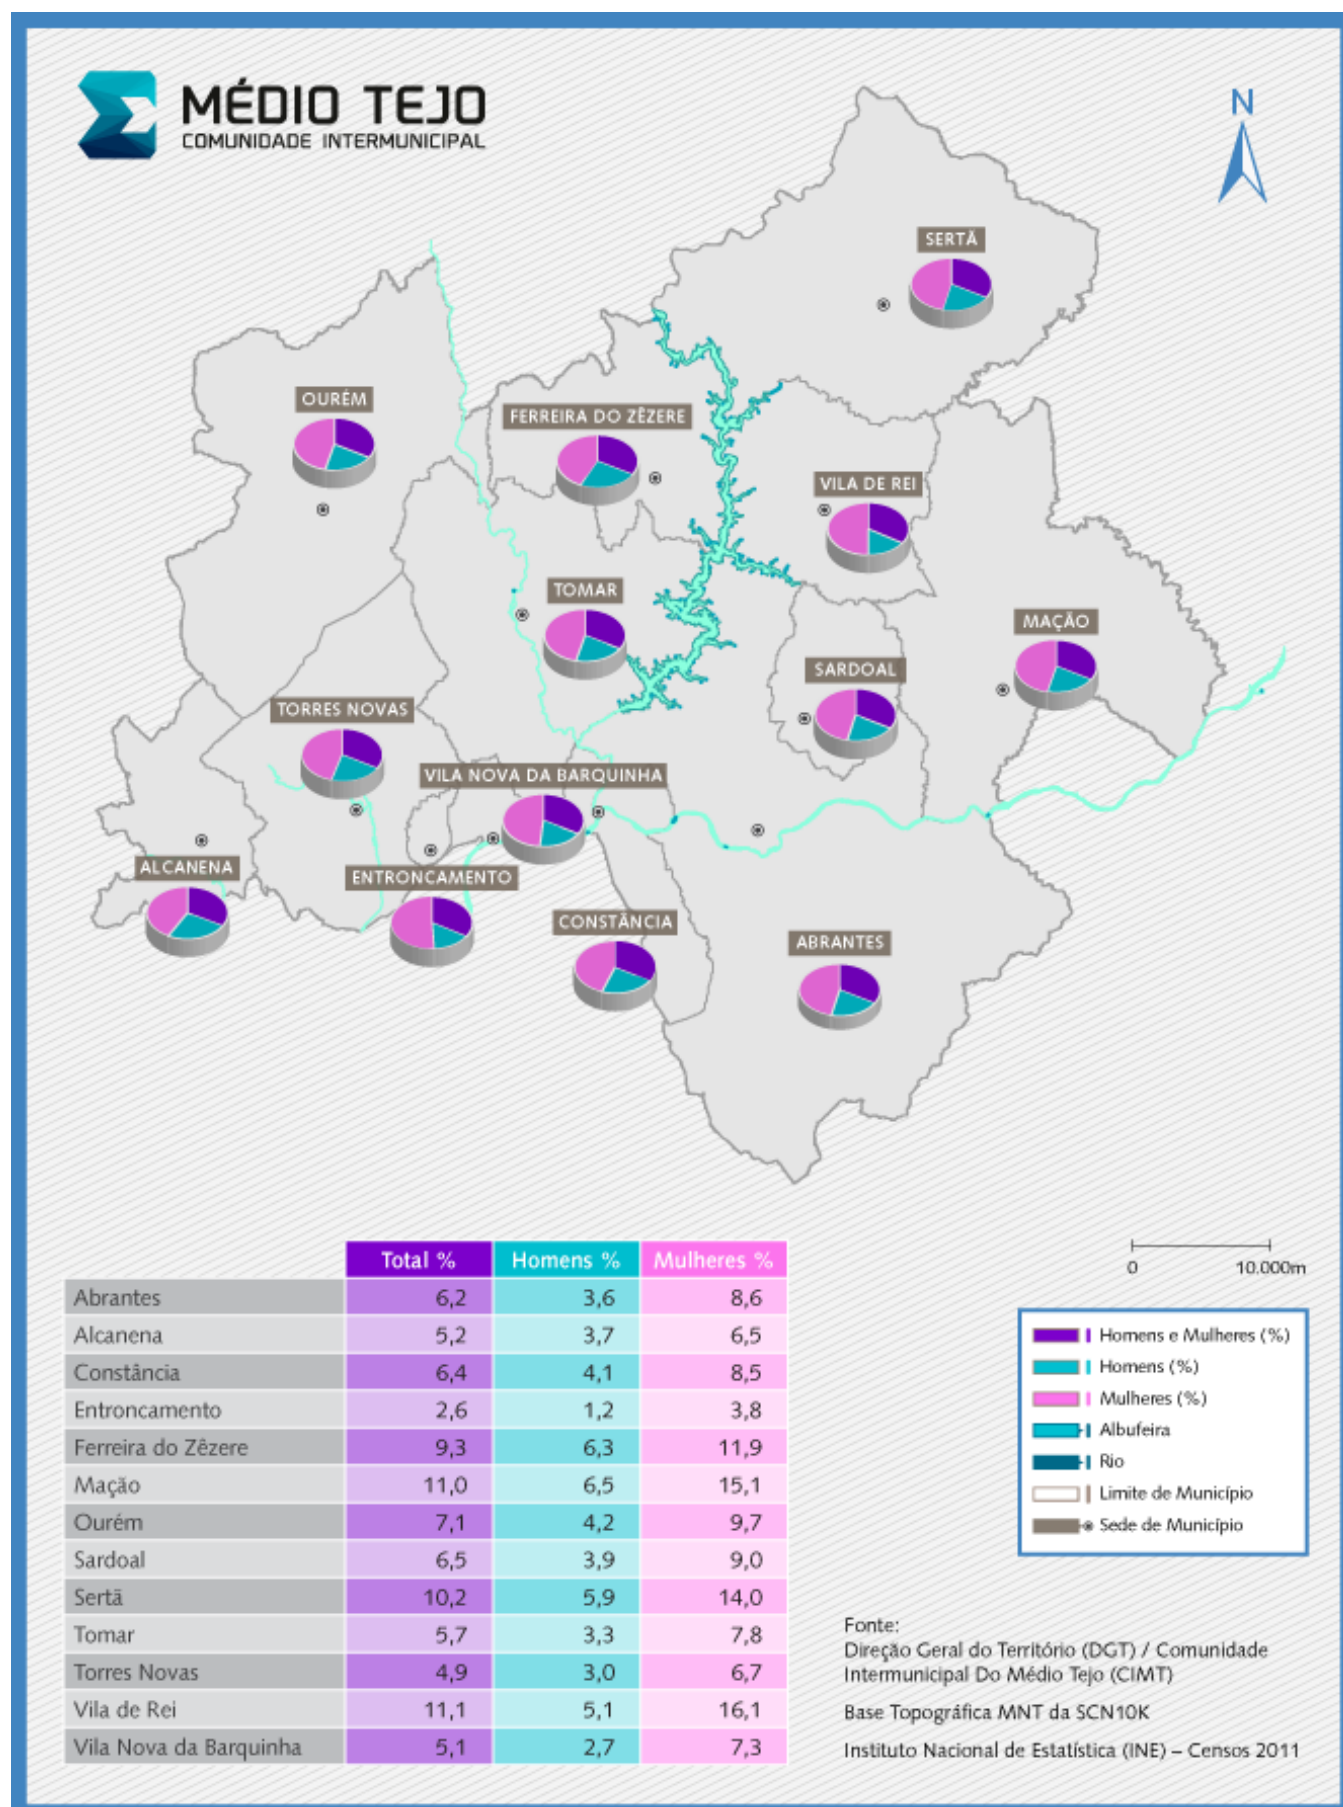 MÉDIO TEJO
COMUNIDADE INTERMUNICIPAL
N
SERTÃ
OURÉM
FERREIRA DO ZÊZERE
VILA DE REI
TOMAR
MAÇÃO
SARDOAL
TORRES NOVAS
VILA NOVA DA BARQUINHA
ALCANENA
ENTRONCAMENTO
CONSTÂNCIA
ABRANTES
Total % Homens % Mulheres %
Abrantes 6,2 3,6 8,6
Alcanena 5,2 3,7 6,5
Constância 6,4 4,1 8,5
Entroncamento 2,6 1,2 3,8
Ferreira do Zêzere 9,3 6,3 11,9
Mação 11,0 6,5 15,1
Ourém 7,1 4,2 9,7
Sardoal 6,5 3,9 9,0
Sertã 10,2 5,9 14,0
Tomar 5,7 3,3 7,8
Torres Novas 4,9 3,0 6,7
Vila de Rei 11,1 5,1 16,1
Vila Nova da Barquinha 5,1 2,7 7,3
0 10.000m
Homens e Mulheres (%)
Homens (%)
Mulheres (%)
Albufeira
Rio
Limite de Município
Sede de Município
Fonte:
Direção Geral do Território (DGT) / Comunidade
Intermunicipal Do Médio Tejo (CIMT)
Base Topográfica MNT da SCN10K
Instituto Nacional de Estatística (INE) – Censos 2011